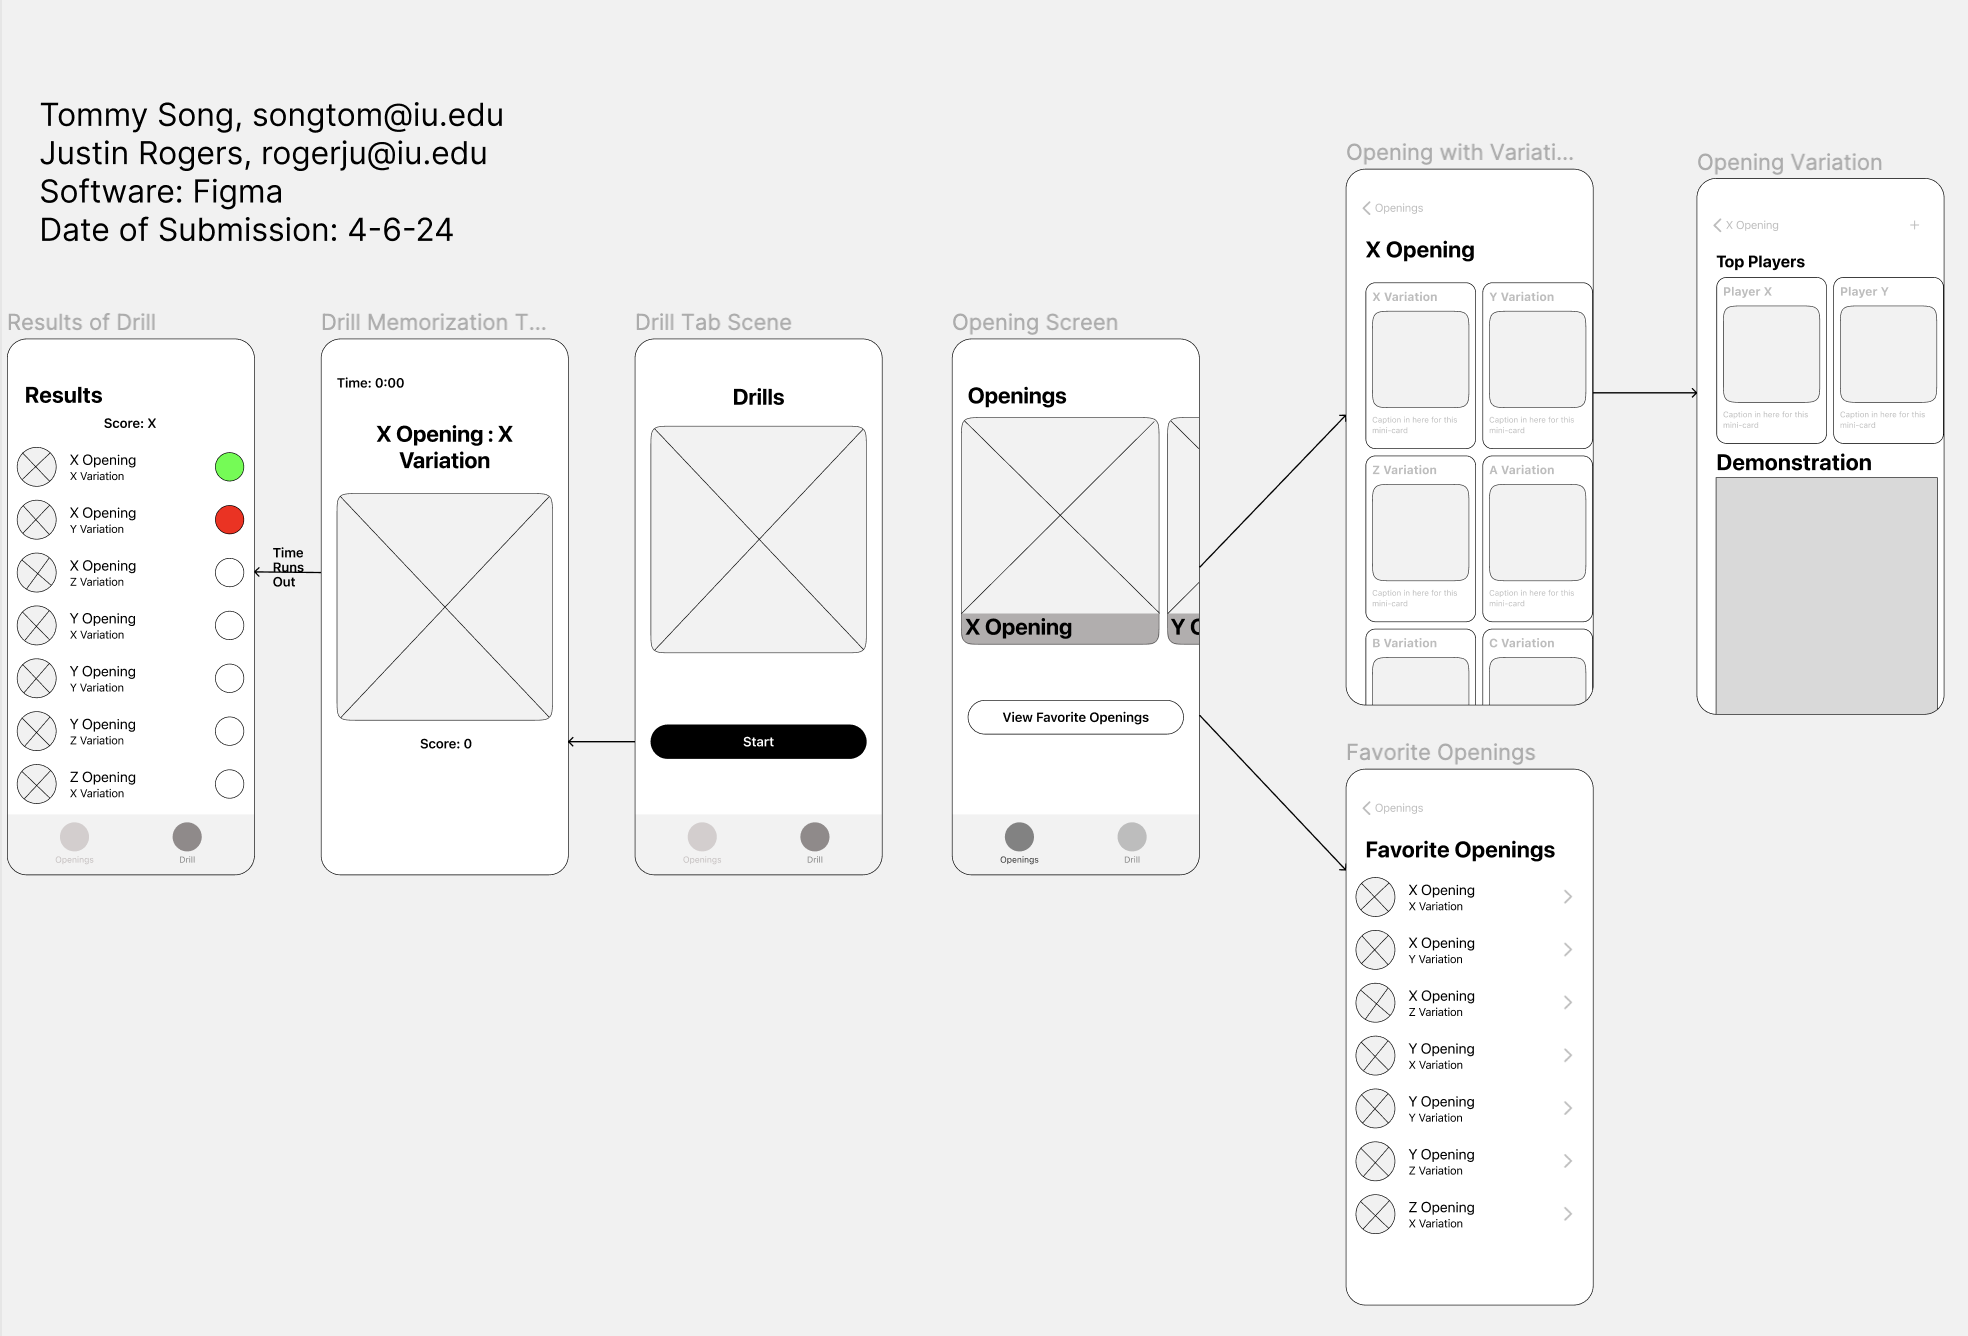 Tommy Song, songtom@iu.edu
Justin Rogers, rogerju@iu.edu
Software: Figma
Date of Submission: 4-6-24
Results of Drill
Results
Score: X
X Opening
X Variation
X Opening
Y Variation
X Opening
Z Variation
Y Opening
X Variation
Y Opening
Y Variation
Y Opening
Z Variation
Z Opening
X Variation
Openings
Drill
Time
Runs
Out
Drill Memorization T...
Time: 0:00
X Opening : X
Variation
Score: 0
Drill Tab Scene
Drills
Start
Openings
Drill
Opening Screen
Openings
X Opening
Y C
View Favorite Openings
Openings
Drill
Opening with Variati...
Openings
X Opening
X Variation
Caption in here for this
mini-card
Y Variation
Caption in here for this
mini-card
Z Variation
Caption in here for this
mini-card
A Variation
Caption in here for this
mini-card
B Variation
C Variation
Opening Variation
X Opening
+
Top Players
Player X
Caption in here for this
mini-card
Player Y
Caption in here for this
mini-card
Demonstration
Favorite Openings
Openings
Favorite Openings
X Opening
X Variation
X Opening
Y Variation
X Opening
Z Variation
Y Opening
X Variation
Y Opening
Y Variation
Y Opening
Z Variation
Z Opening
X Variation